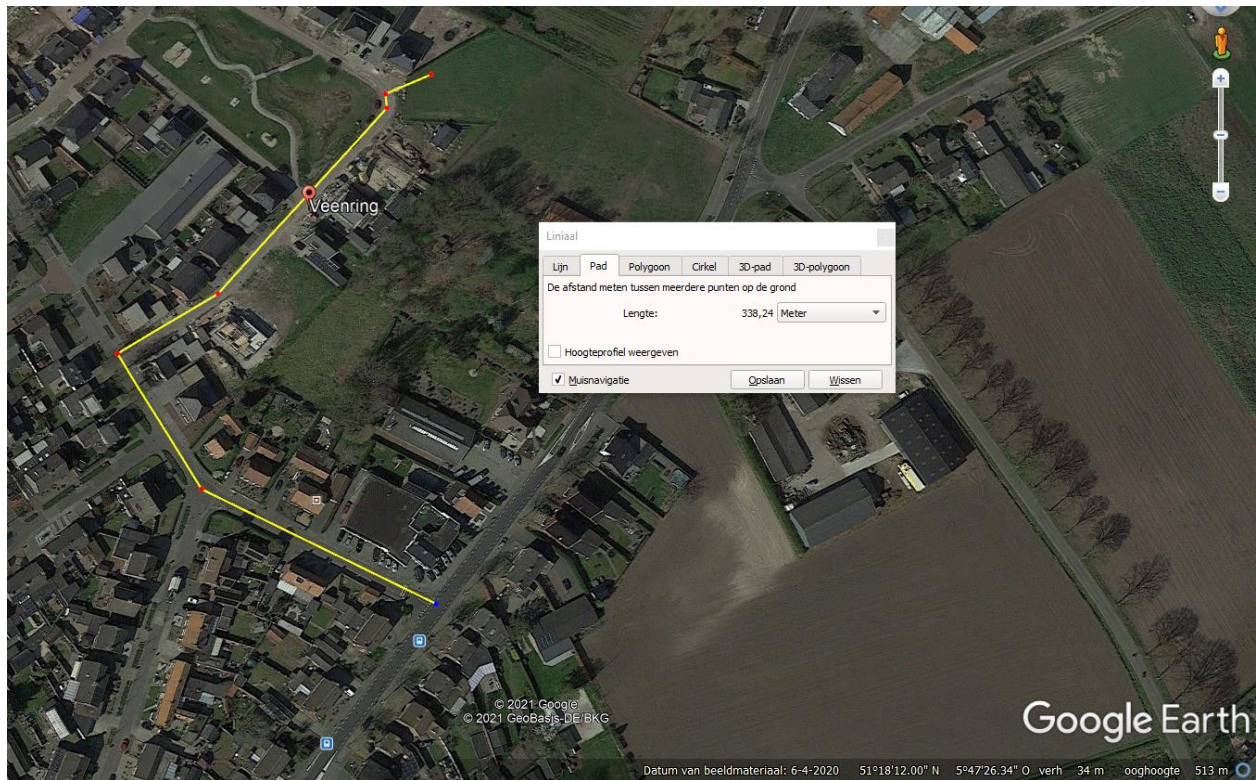 Veenring
Liniaal
Lijn Pad Polygoon Cirkel 3D-pad 3D-polygoon
De afstand meten tussen meerdere punten op de grond
Lengte: 338,24 Meter
Hoogteprofiel weergeven
Muisnavigatie Opslaan Wissen
© 2021 Google
© 2021 GeoBasis-DE/BKG
Google Earth
Datum van beeldmateriaal: 6-4-2020 51°18'12.00" N 5°47'26.34" O verh 34 m ooghoogte 513 m